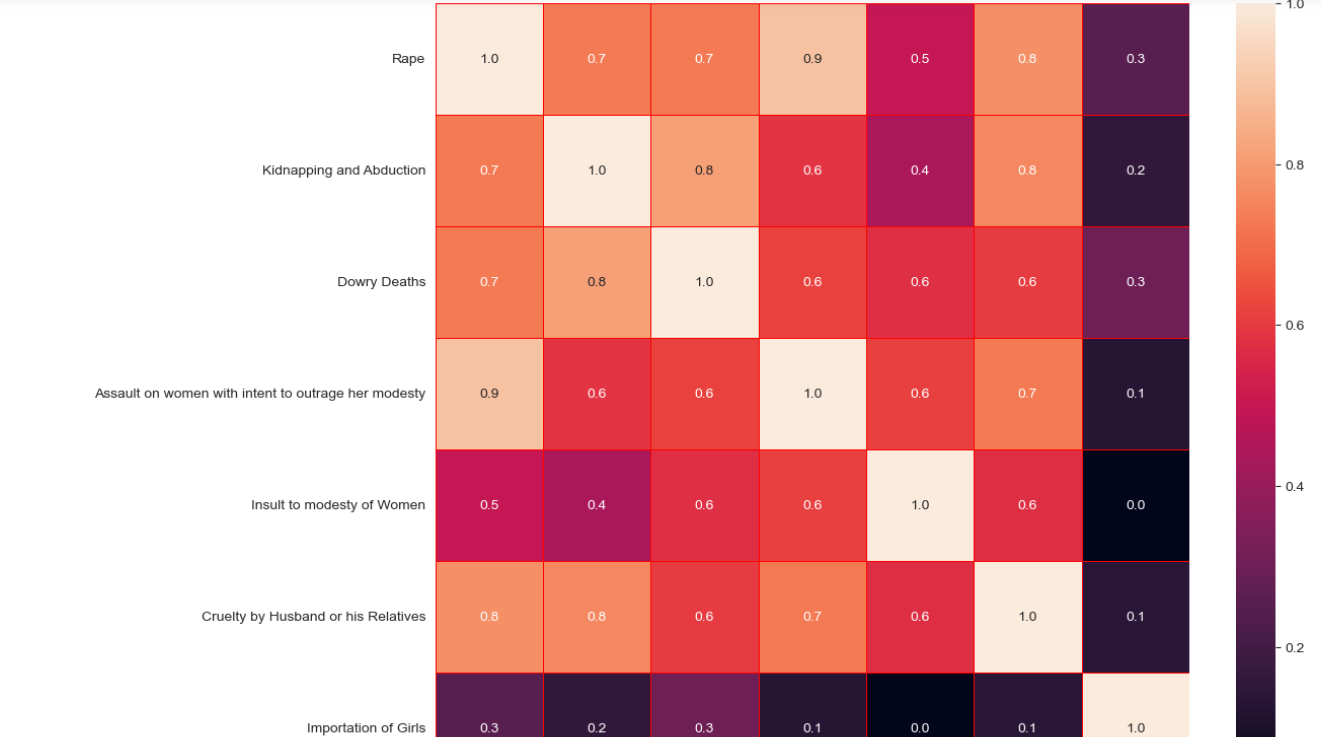 1.0
Rape 1.0 0.7 0.7 0.9 0.5 0.8 0.3
Kidnapping and Abduction 0.7 1.0 0.8 0.6 0.4 0.8 0.2
0.8
Dowry Deaths 0.7 0.8 1.0 0.6 0.6 0.6 0.3
0.6
Assault on women with intent to outrage her modesty 0.9 0.6 0.6 1.0 0.6 0.7 0.1
0.4
Insult to modesty of Women 0.5 0.4 0.6 0.6 1.0 0.6 0.0
Cruelty by Husband or his Relatives 0.8 0.8 0.6 0.7 0.6 1.0 0.1
0.2
Importation of Girls 0.3 0.2 0.3 0.1 0.0 0.1 1.0